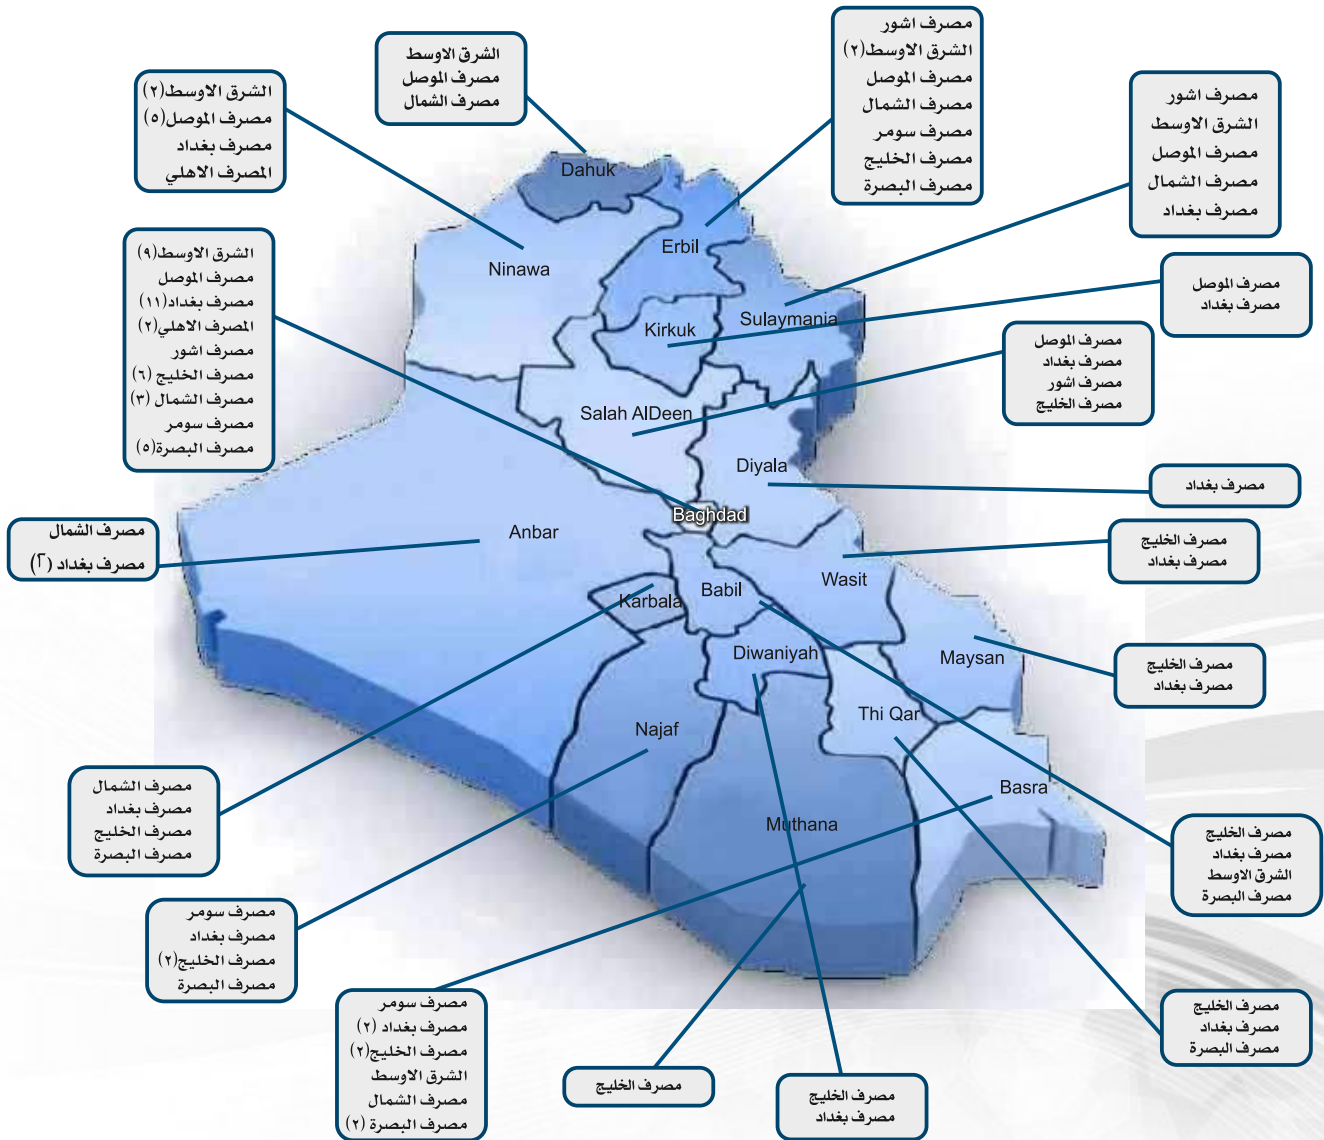 الشرق الاوسط
مصرف الموصل
مصرف الشمال
مصرف اشور
الشرق الاوسط(٢)
مصرف الموصل
مصرف الشمال
مصرف سومر
مصرف الخليج
مصرف البصرة
الشرق الاوسط(٢)
مصرف الموصل(٥)
مصرف بغداد
المصرف الاهلي
مصرف اشور
الشرق الاوسط
مصرف الموصل
مصرف الشمال
مصرف بغداد
الشرق الاوسط(٩)
مصرف الموصل
مصرف بغداد(١١)
المصرف الاهلي(٢)
مصرف اشور
مصرف الخليج (٦)
مصرف الشمال (٣)
مصرف سومر
مصرف البصرة(٥)
مصرف الموصل
مصرف بغداد
مصرف الموصل
مصرف بغداد
مصرف اشور
مصرف الخليج
مصرف بغداد
مصرف الشمال
مصرف بغداد (٢)
مصرف الخليج
مصرف بغداد
مصرف الخليج
مصرف بغداد
مصرف الشمال
مصرف بغداد
مصرف الخليج
مصرف البصرة
مصرف الخليج
مصرف بغداد
الشرق الاوسط
مصرف البصرة
مصرف سومر
مصرف بغداد
مصرف الخليج(٢)
مصرف البصرة
مصرف سومر
مصرف بغداد (٢)
مصرف الخليج(٢)
الشرق الاوسط
مصرف الشمال
مصرف البصرة (٢)
مصرف الخليج
مصرف الخليج
مصرف بغداد
مصرف الخليج
مصرف بغداد
مصرف البصرة
Dahuk
Erbil
Ninawa
Kirkuk
Sulaymania
Salah AlDeen
Diyala
Baghdad
Anbar
Wasit
Babil
Karbala
Diwaniyah
Maysan
Thi Qar
Najaf
Basra
Muthana